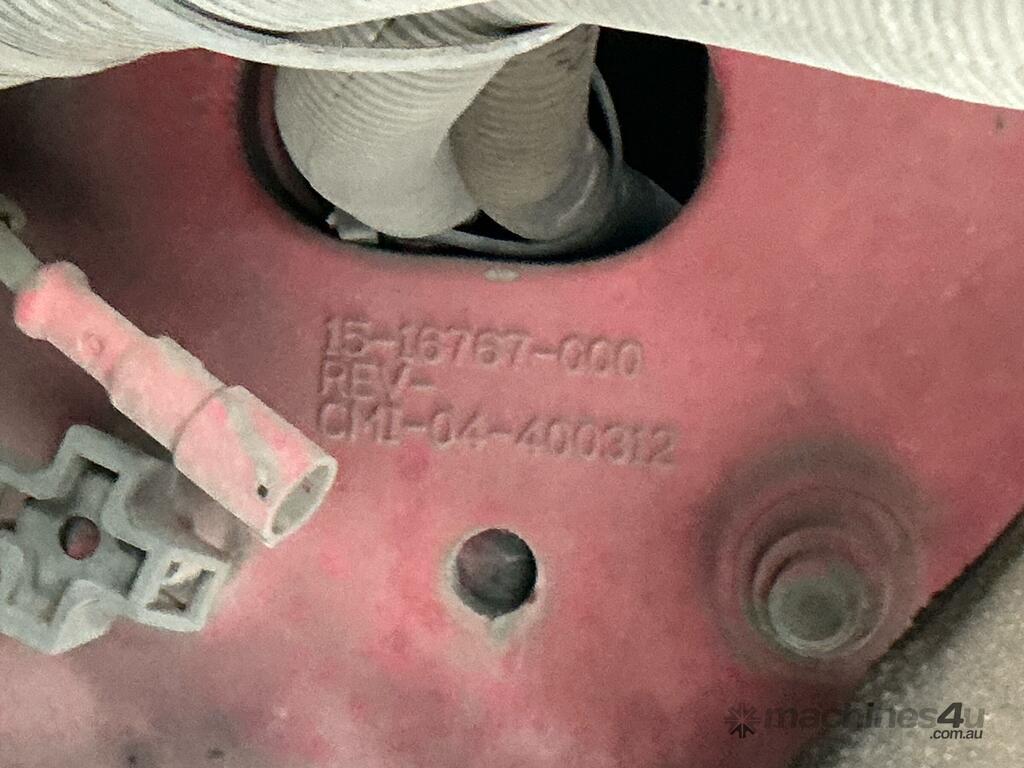 15-16767-000
REV-
CMI-04-400312
machines4u
.com.au